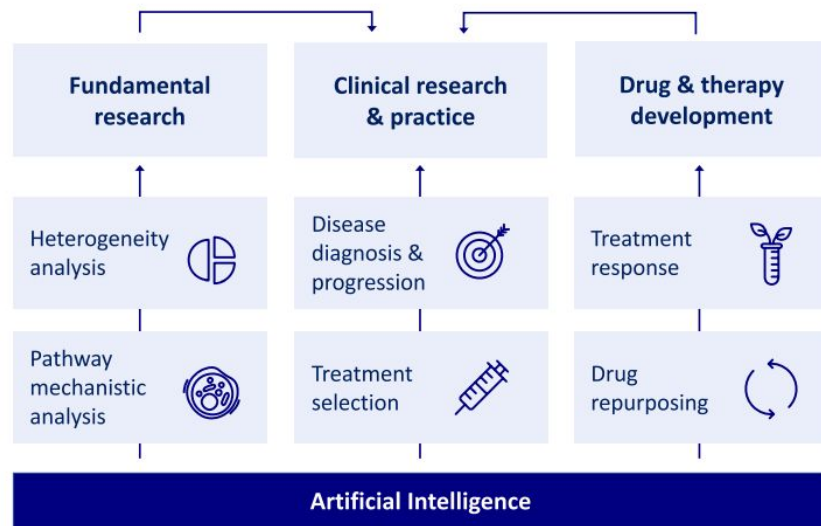 Fundamental
research
Clinical research
& practice
Drug & therapy
development
Heterogeneity
analysis
Disease
diagnosis &
progression
Treatment
response
Pathway
mechanistic
analysis
Treatment
selection
Drug
repurposing
Artificial Intelligence